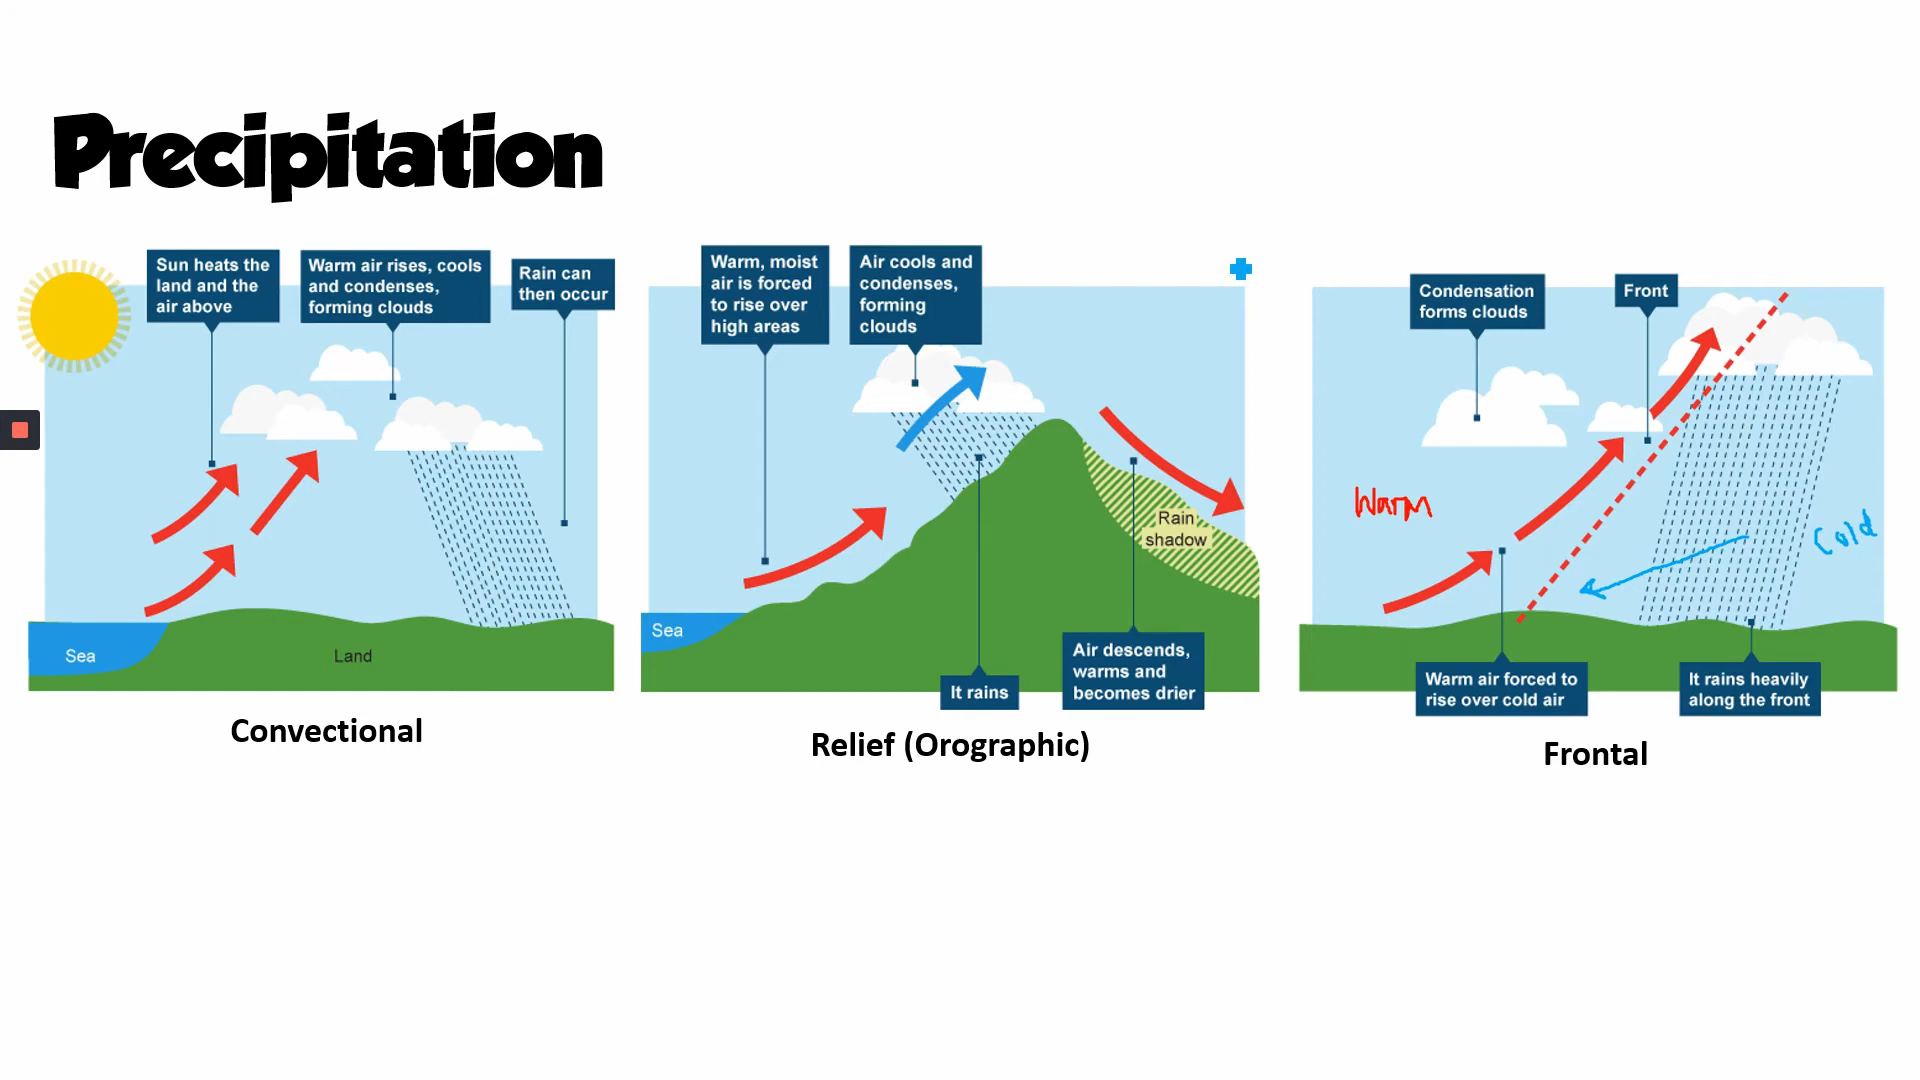 Precipitation
Sun heats the
land and the
air above
Warm air rises, cools
and condenses,
forming clouds
Rain can
then occur
Sea
Land
Convectional
Warm, moist
air is forced
to rise over
high areas
Air cools and
condenses,
forming
clouds
Rain
shadow
Sea
It rains
Air descends,
warms and
becomes drier
Relief (Orographic)
Condensation
forms clouds
Front
Warm
Cold
Warm air forced to
rise over cold air
It rains heavily
along the front
Frontal